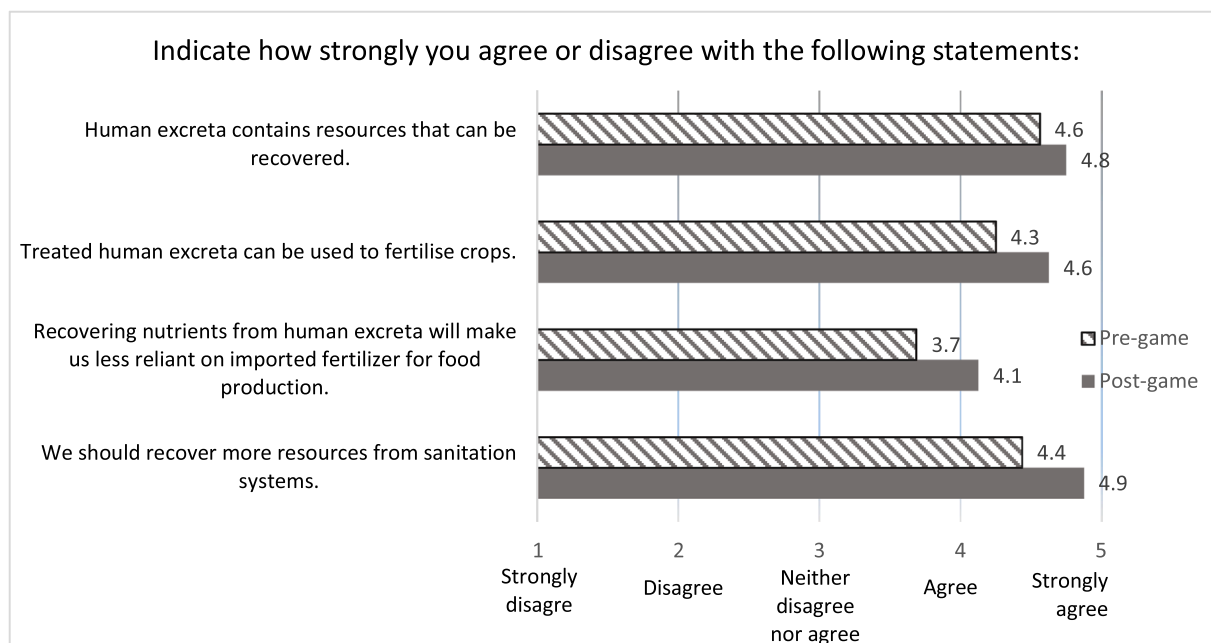 Indicate how strongly you agree or disagree with the following statements:
Human excreta contains resources that can be
recovered.
4.6
4.8
Treated human excreta can be used to fertilise crops.
4.3
4.6
Recovering nutrients from human excreta will make
us less reliant on imported fertilizer for food
production.
3.7
4.1
Pre-game
Post-game
We should recover more resources from sanitation
systems.
4.4
4.9
1
2
3
4
5
Strongly
disagre
Disagree
Neither
disagree
nor agree
Agree
Strongly
agree